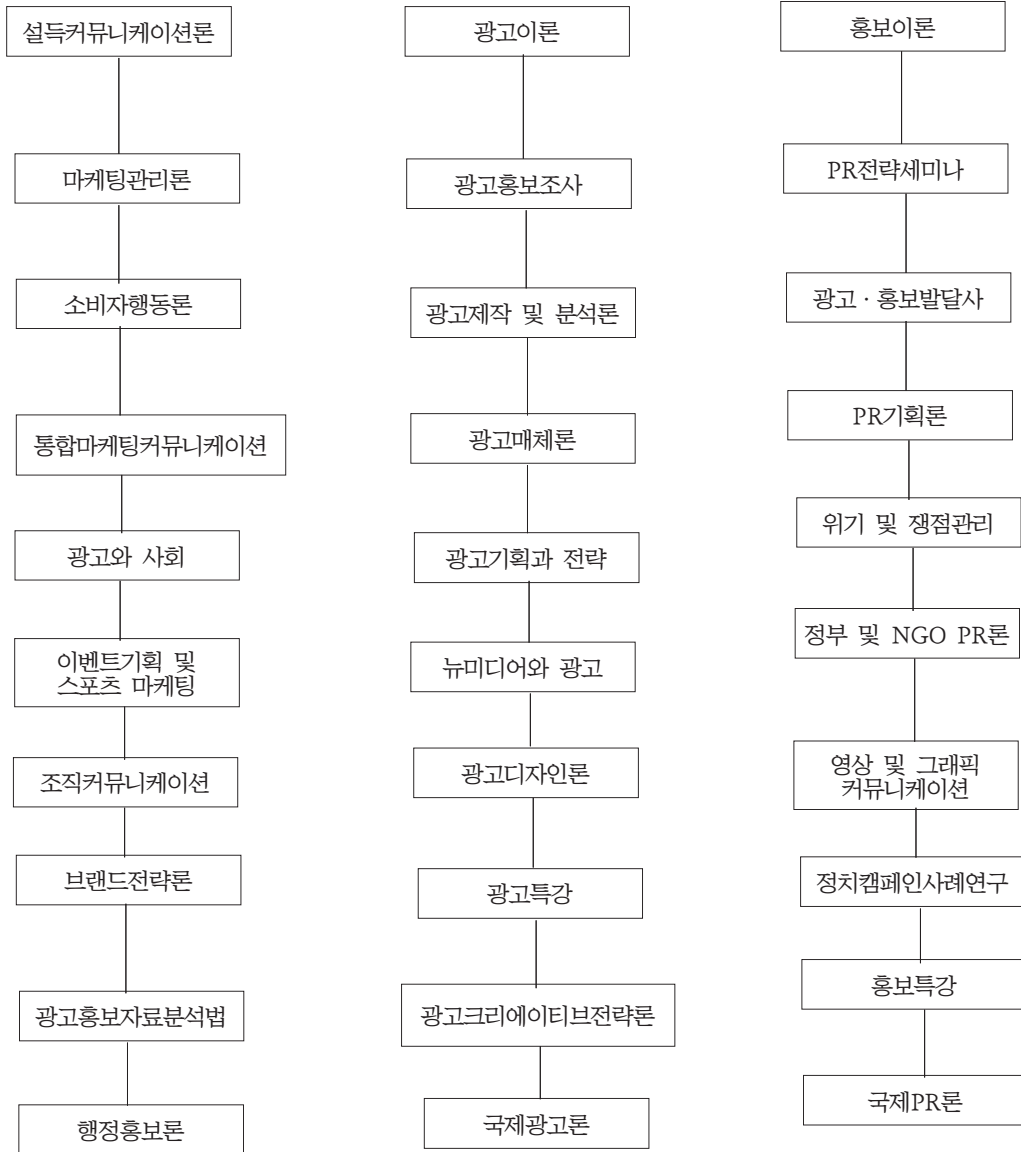 설득커뮤니케이션론
마케팅관리론
소비자행동론
통합마케팅커뮤니케이션
광고와 사회
이벤트기획 및
스포츠 마케팅
조직커뮤니케이션
브랜드전략론
광고홍보자료분석법
행정홍보론
광고이론
광고홍보조사
광고제작 및 분석론
광고매체론
광고기획과 전략
뉴미디어와 광고
광고디자인론
광고특강
광고크리에이티브전략론
국제광고론
홍보이론
PR전략세미나
광고 · 홍보발달사
PR기획론
위기 및 쟁점관리
정부 및 NGO PR론
영상 및 그래픽
커뮤니케이션
정치캠페인사례연구
홍보특강
국제PR론